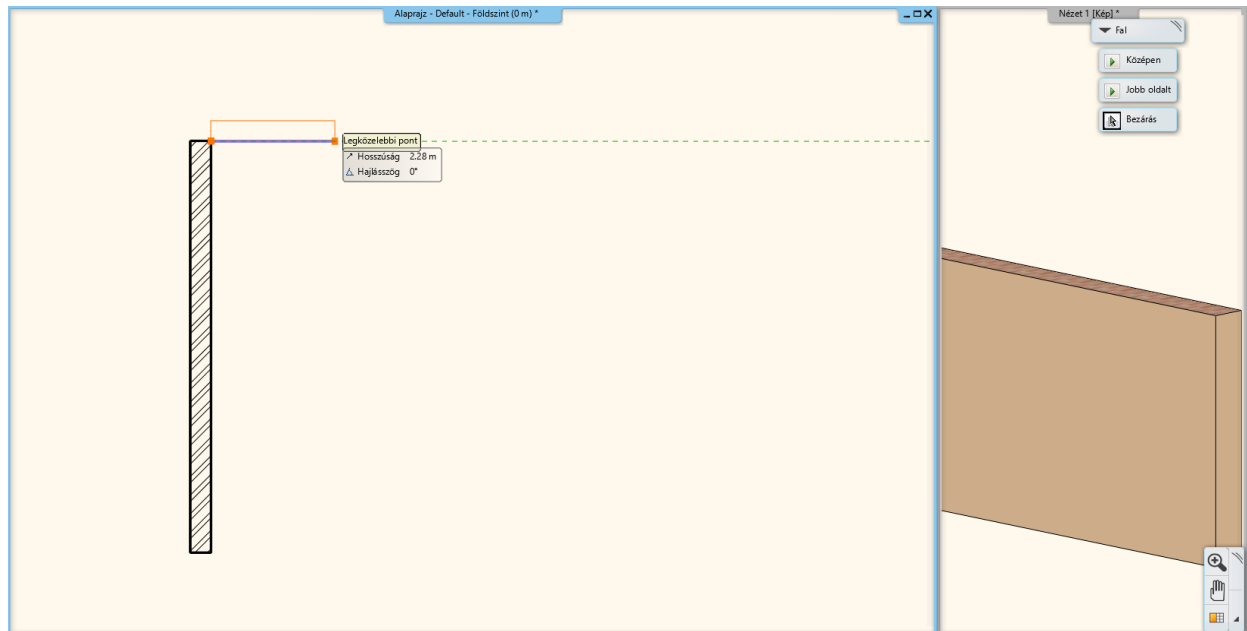 Alaprajz - Default - Földszint (0 m) *
Nézet 1 [Kép] *
Fal
Középen
Jobb oldalt
Bezárás
Legközelebbi pont
Hosszúság 2.28 m
Hajlásszög 0°